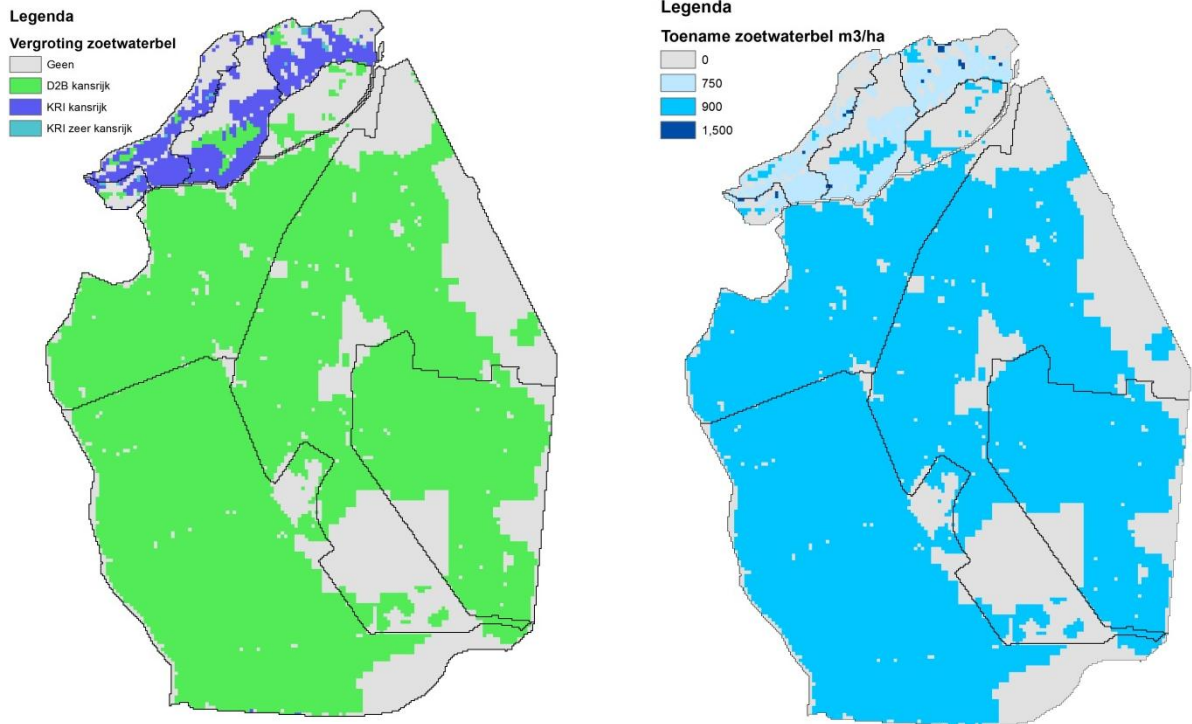 Legenda
Vergroting zoetwaterbel
Geen
D2B kansrijk
KRI kansrijk
KRI zeer kansrijk
Legenda
Toename zoetwaterbel m3/ha
0
750
900
1,500